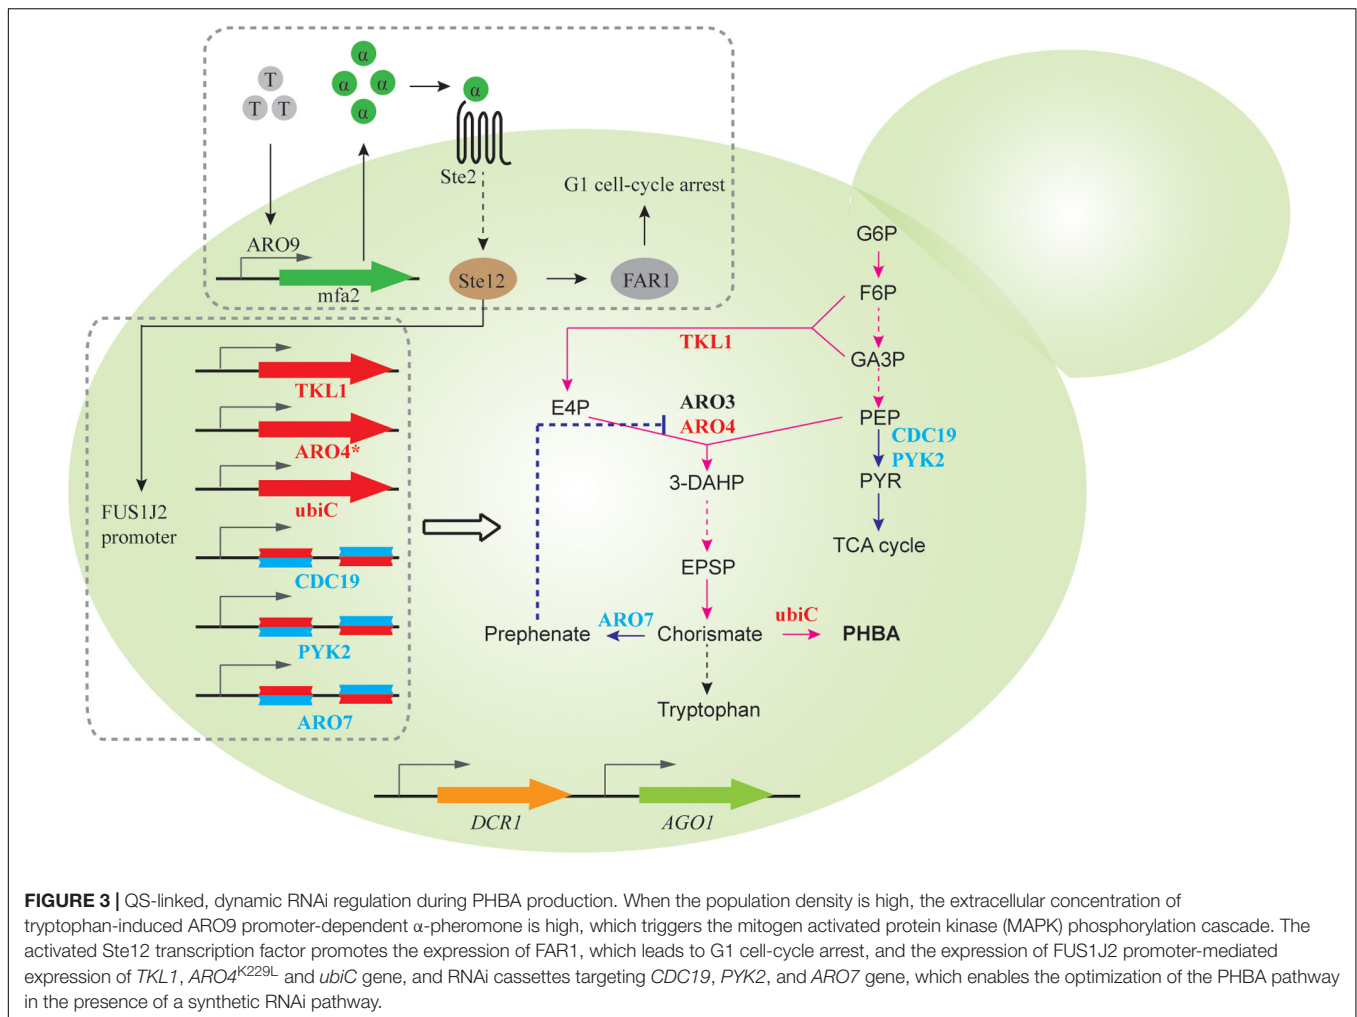 T
T T
α
α α
α
α
Ste2
G1 cell-cycle arrest
ARO9
mfa2
Ste12
FAR1
G6P
F6P
GA3P
TKL1
E4P
ARO3
ARO4
PEP
CDC19
PYK2
PYR
TCA cycle
3-DAHP
EPSP
ARO7
ubiC
Prephenate
Chorismate
PHBA
Tryptophan
TKL1
ARO4*
ubiC
FUS1J2
promoter
CDC19
PYK2
ARO7
DCR1
AGO1
FIGURE 3 | QS-linked, dynamic RNAi regulation during PHBA production. When the population density is high, the extracellular concentration of
tryptophan-induced ARO9 promoter-dependent α-pheromone is high, which triggers the mitogen activated protein kinase (MAPK) phosphorylation cascade. The
activated Ste12 transcription factor promotes the expression of FAR1, which leads to G1 cell-cycle arrest, and the expression of FUS1J2 promoter-mediated
expression of TKL1, ARO4K229L and ubiC gene, and RNAi cassettes targeting CDC19, PYK2, and ARO7 gene, which enables the optimization of the PHBA pathway
in the presence of a synthetic RNAi pathway.